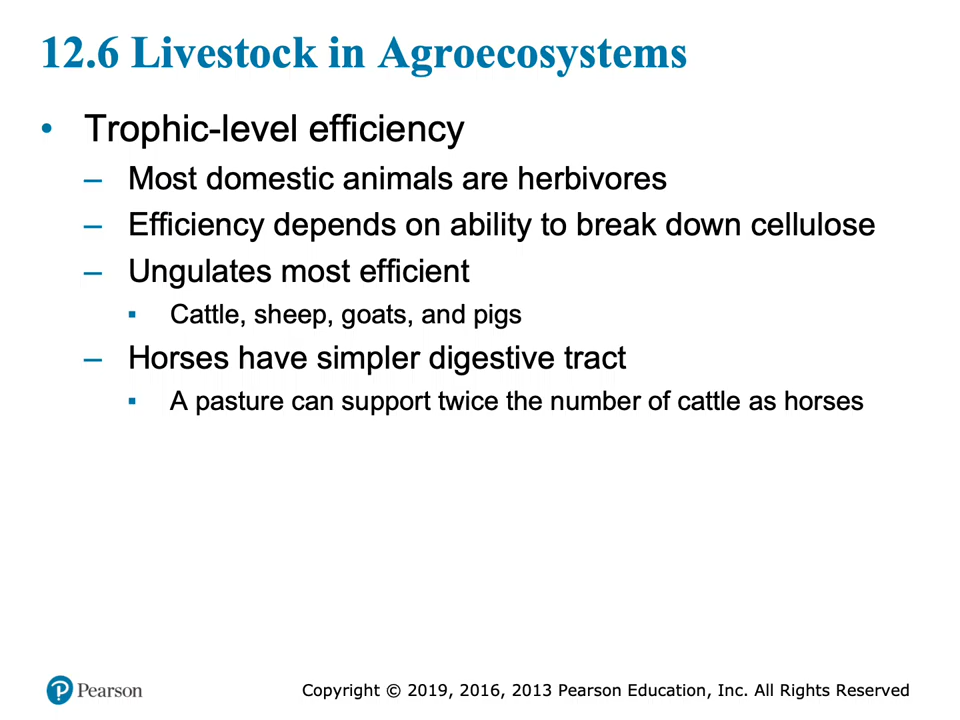 12.6 Livestock in Agroecosystems
• Trophic-level efficiency
– Most domestic animals are herbivores
– Efficiency depends on ability to break down cellulose
– Ungulates most efficient
▪ Cattle, sheep, goats, and pigs
– Horses have simpler digestive tract
▪ A pasture can support twice the number of cattle as horses
Pearson
Copyright © 2019, 2016, 2013 Pearson Education, Inc. All Rights Reserved